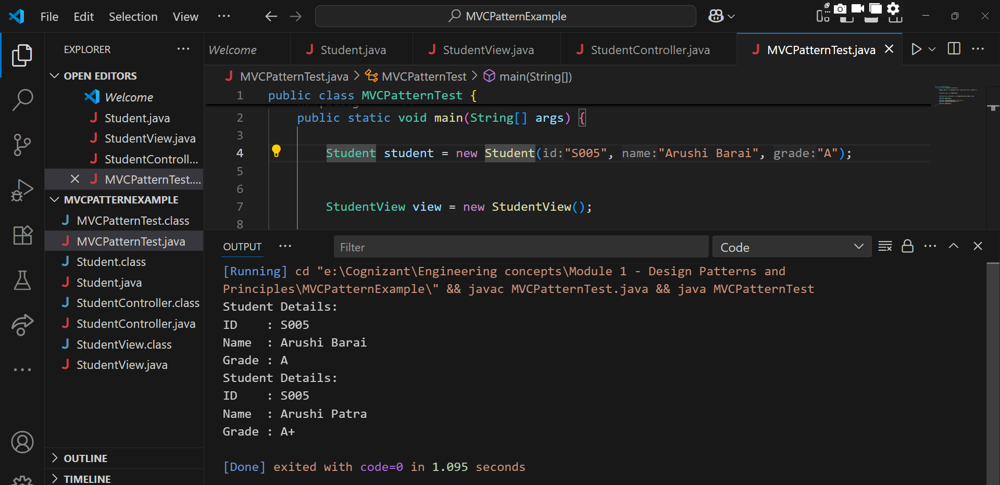 File Edit Selection View ··· MVCPatternExample
EXPLORER ···
OPEN EDITORS
Welcome
Student.java
StudentView.java
StudentControll...
MVCPatternTest....
MVCPATTERNEXAMPLE
MVCPatternTest.class
MVCPatternTest.java
Student.class
Student.java
StudentController.class
StudentController.java
StudentView.class
StudentView.java
OUTLINE
TIMELINE
Welcome Student.java StudentView.java StudentController.java MVCPatternTest.java
MVCPatternTest.java > MVCPatternTest > main(String[])
1 public class MVCPatternTest {
2 public static void main(String[] args) {
3
4 Student student = new Student(id:"S005", name:"Arushi Barai", grade:"A");
5
6
7 StudentView view = new StudentView();
8
OUTPUT ··· Filter Code
[Running] cd "e:\Cognizant\Engineering concepts\Module 1 - Design Patterns and
Principles\MVCPatternExample\" && javac MVCPatternTest.java && java MVCPatternTest
Student Details:
ID : S005
Name : Arushi Barai
Grade : A
Student Details:
ID : S005
Name : Arushi Patra
Grade : A+
[Done] exited with code=0 in 1.095 seconds